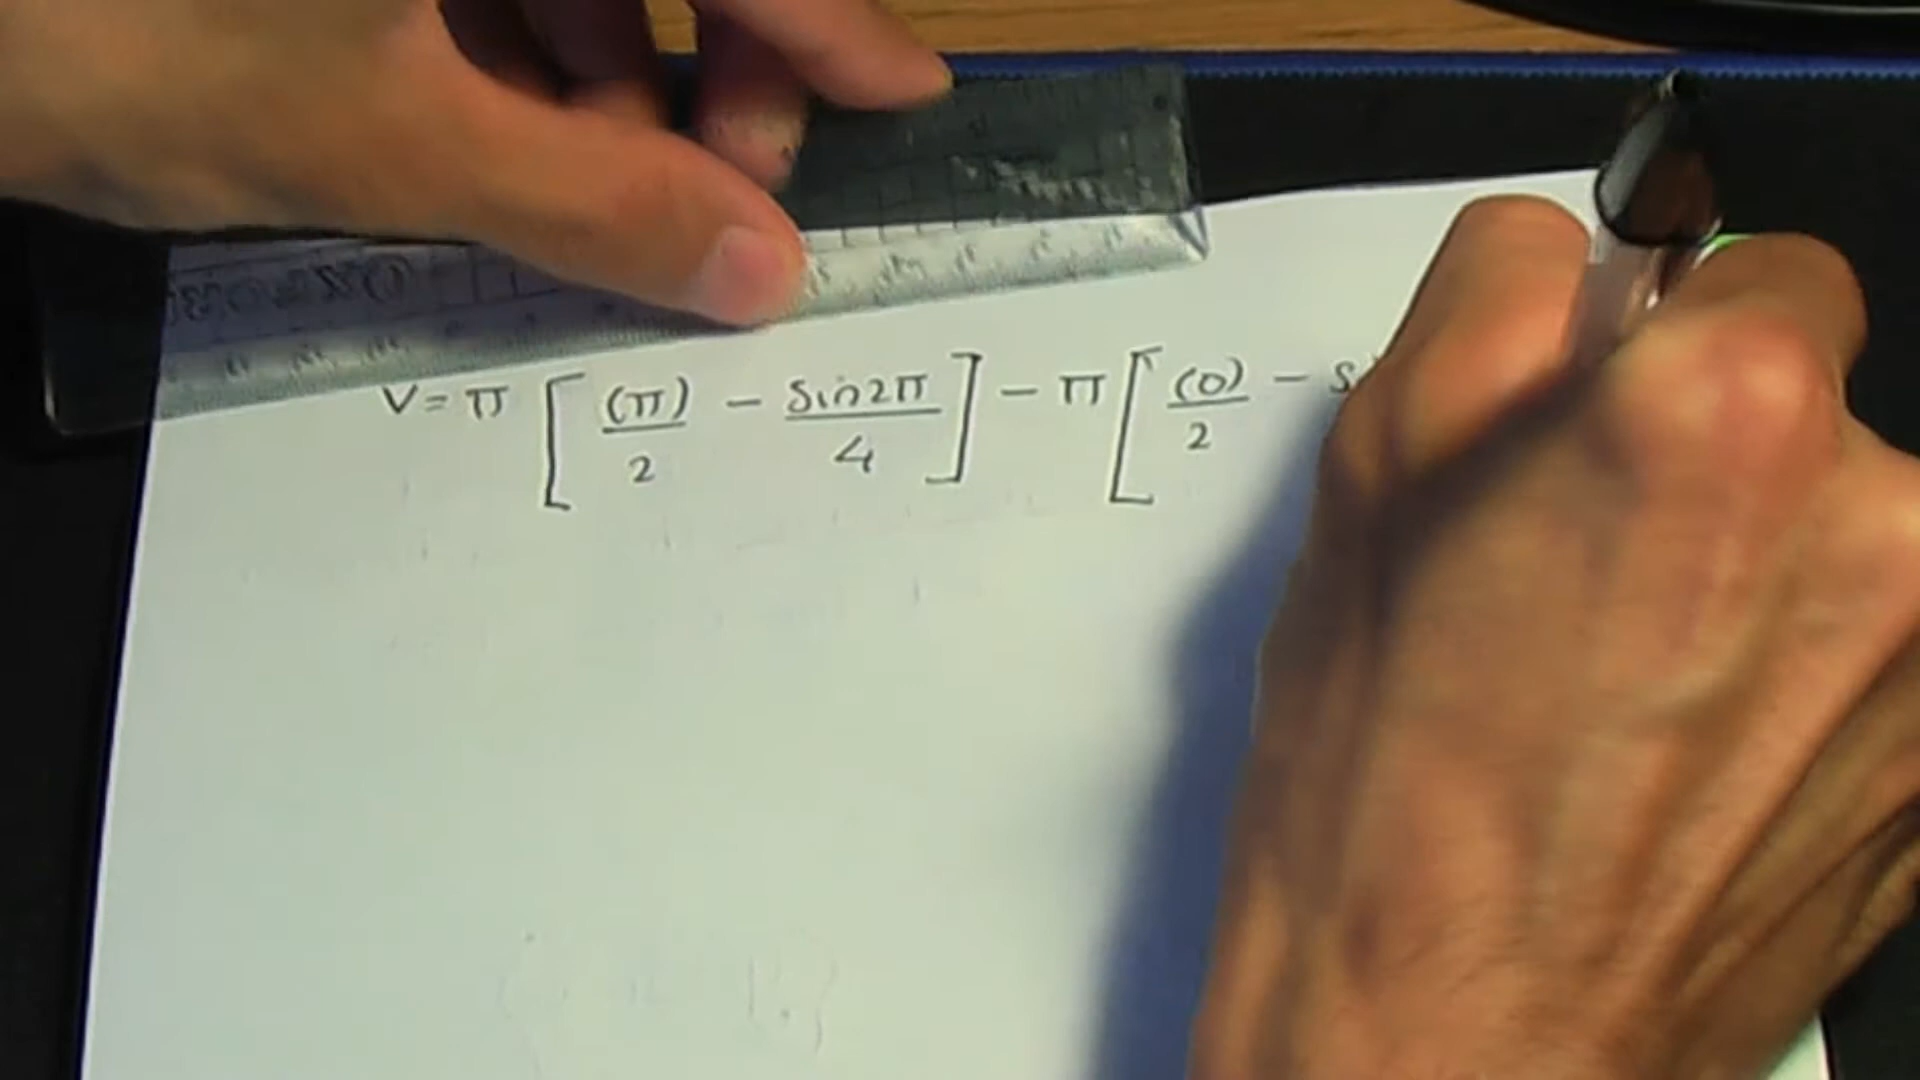 V = π [ (π)/2 - Sin2π/4 ] - π [ (0)/2 - s